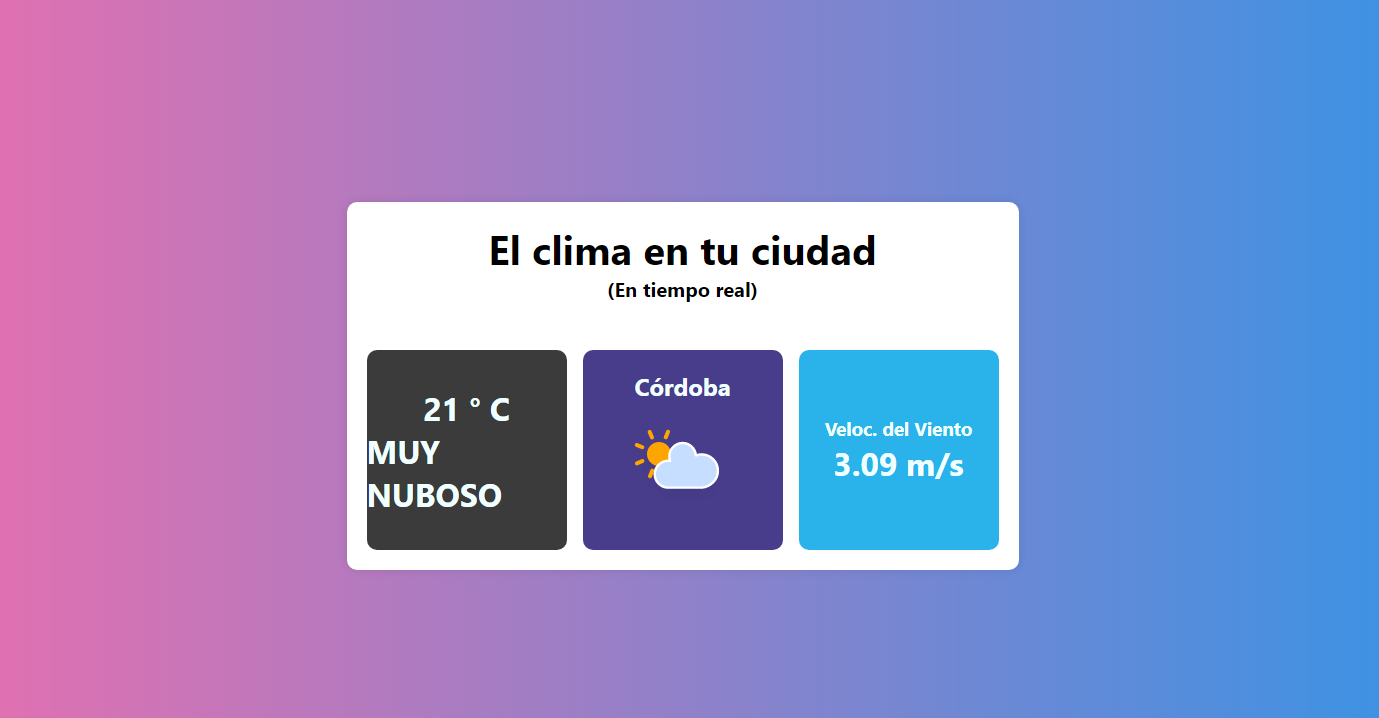 El clima en tu ciudad
(En tiempo real)
21 ° C
MUY
NUBOSO
Córdoba
Veloc. del Viento
3.09 m/s